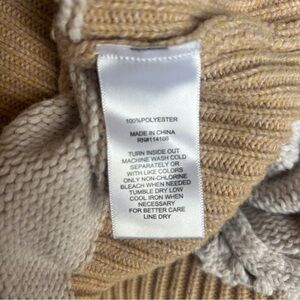 100%POLYESTER
MADE IN CHINA
RN#114100
TURN INSIDE OUT
MACHINE WASH COLD
SEPARATELY OR
WITH LIKE COLORS
ONLY NON-CHLORINE
BLEACH WHEN NEEDED
TUMBLE DRY LOW
COOL IRON WHEN
NECESSARY
FOR BETTER CARE
LINE DRY